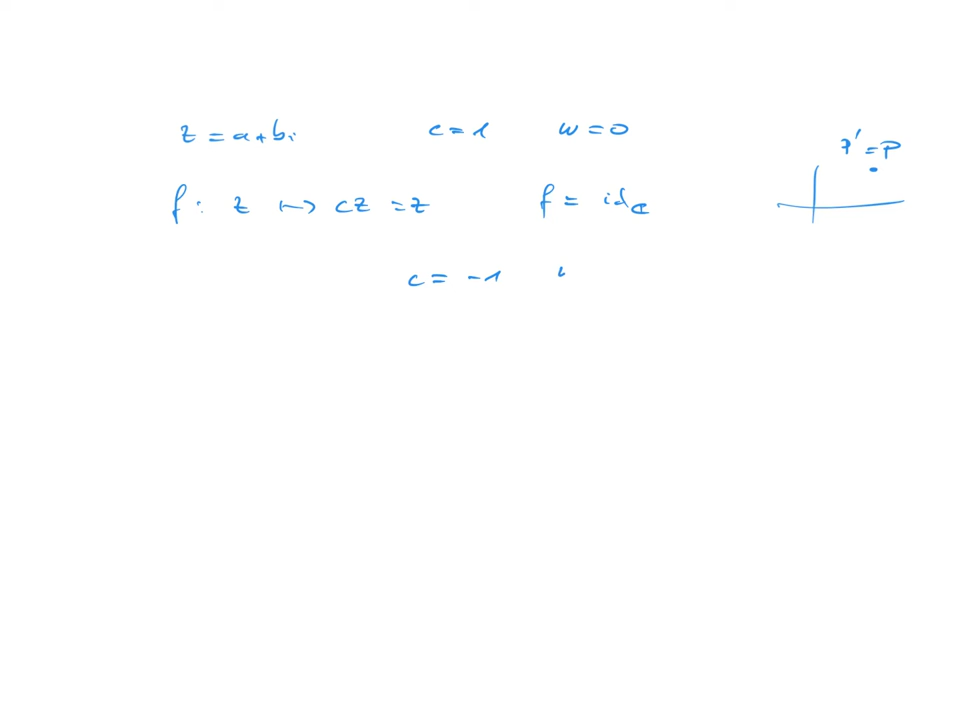 z = a + bi c = 1 w = 0
P' = P
f: z ↦ cz = z f = id_ℂ
c = -1